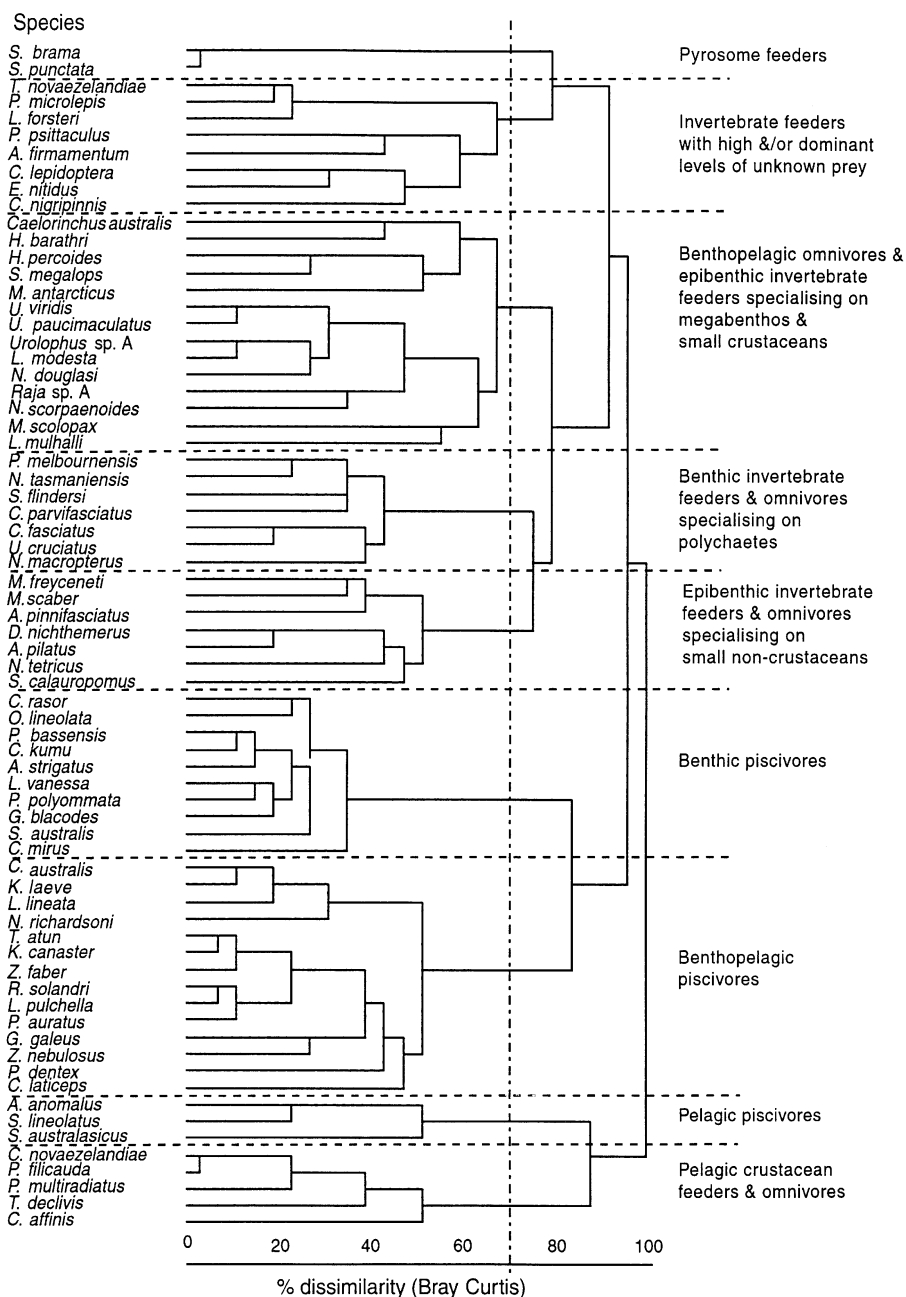 Species
S. brama
S. punctata
Pyrosome feeders
T. novaezelandiae
P. microlepis
L. forsteri
P. psittaculus
A. firmamentum
C. lepidoptera
E. nitidus
C. nigripinnis
Invertebrate feeders
with high &/or dominant
levels of unknown prey
Caelorinchus australis
H. barathri
H. percoides
S. megalops
M. antarcticus
U. viridis
U. paucimaculatus
Urolophus sp. A
L. modesta
N. douglasi
Raja sp. A
N. scorpaenoides
M. scolopax
L. mulhalli
Benthopelagic omnivores &
epibenthic invertebrate
feeders specialising on
megabenthos &
small crustaceans
P. melbournensis
N. tasmaniensis
S. flindersi
C. parvifasciatus
C. fasciatus
U. cruciatus
N. macropterus
Benthic invertebrate
feeders & omnivores
specialising on
polychaetes
M. freyceneti
M. scaber
A. pinnifasciatus
D. nichthemerus
A. pilatus
N. tetricus
S. calauropomus
Epibenthic invertebrate
feeders & omnivores
specialising on
small non-crustaceans
C. rasor
O. lineolata
P. bassensis
C. kumu
A. strigatus
L. vanessa
P. polyommata
G. blacodes
S. australis
C. mirus
Benthic piscivores
C. australis
K. laeve
L. lineata
N. richardsoni
T. atun
K. canaster
Z. faber
R. solandri
L. pulchella
P. auratus
G. galeus
Z. nebulosus
P. dentex
C. laticeps
Benthopelagic
piscivores
A. anomalus
S. lineolatus
S. australasicus
Pelagic piscivores
C. novaezelandiae
P. filicauda
P. multiradiatus
T. declivis
C. affinis
Pelagic crustacean
feeders & omnivores
0 20 40 60 80 100
% dissimilarity (Bray Curtis)